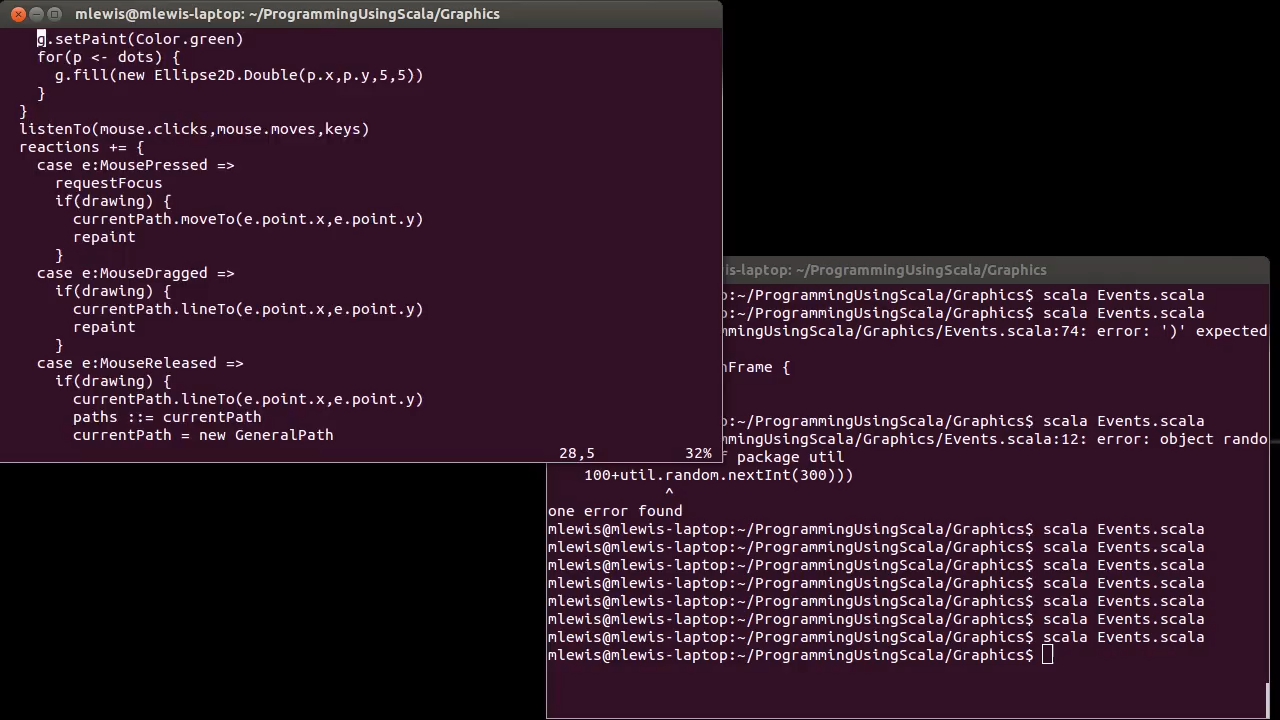 mlewis@mlewis-laptop: ~/ProgrammingUsingScala/Graphics
g.setPaint(Color.green)
for(p <- dots) {
g.fill(new Ellipse2D.Double(p.x,p.y,5,5))
}
}
listenTo(mouse.clicks,mouse.moves,keys)
reactions += {
case e:MousePressed =>
requestFocus
if(drawing) {
currentPath.moveTo(e.point.x,e.point.y)
repaint
}
case e:MouseDragged =>
if(drawing) {
currentPath.lineTo(e.point.x,e.point.y)
repaint
}
case e:MouseReleased =>
if(drawing) {
currentPath.lineTo(e.point.x,e.point.y)
paths ::= currentPath
currentPath = new GeneralPath
28,5 32%
is-laptop: ~/ProgrammingUsingScala/Graphics
:~/ProgrammingUsingScala/Graphics$ scala Events.scala
:~/ProgrammingUsingScala/Graphics$ scala Events.scala
mmingUsingScala/Graphics/Events.scala:74: error: ')' expected
nFrame {
:~/ProgrammingUsingScala/Graphics$ scala Events.scala
mmingUsingScala/Graphics/Events.scala:12: error: object rando
f package util
100+util.random.nextInt(300)))
^
one error found
mlewis@mlewis-laptop:~/ProgrammingUsingScala/Graphics$ scala Events.scala
mlewis@mlewis-laptop:~/ProgrammingUsingScala/Graphics$ scala Events.scala
mlewis@mlewis-laptop:~/ProgrammingUsingScala/Graphics$ scala Events.scala
mlewis@mlewis-laptop:~/ProgrammingUsingScala/Graphics$ scala Events.scala
mlewis@mlewis-laptop:~/ProgrammingUsingScala/Graphics$ scala Events.scala
mlewis@mlewis-laptop:~/ProgrammingUsingScala/Graphics$ scala Events.scala
mlewis@mlewis-laptop:~/ProgrammingUsingScala/Graphics$ scala Events.scala
mlewis@mlewis-laptop:~/ProgrammingUsingScala/Graphics$